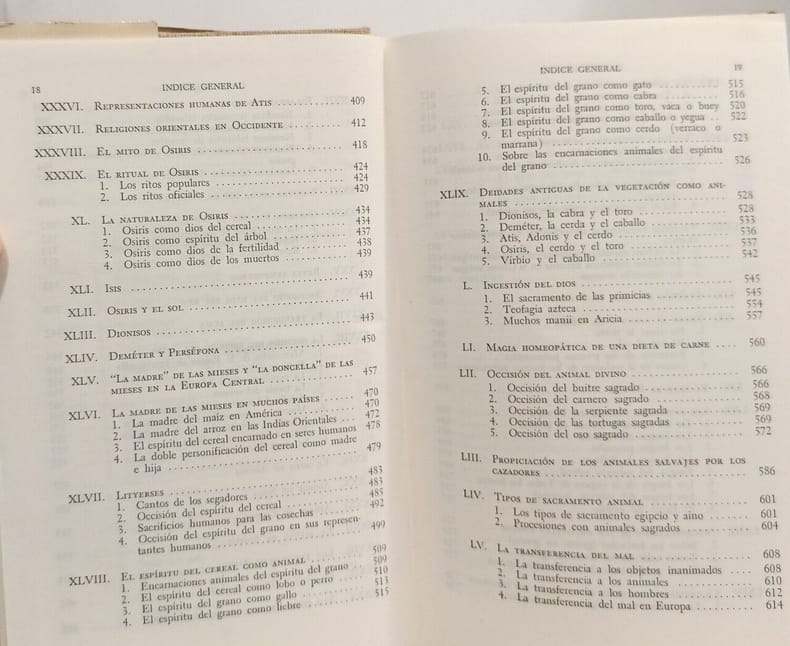 18 INDICE GENERAL
XXXVI. Representaciones humanas de Atis . . . . . . . . . . . . 409
XXXVII. Religiones orientales en Occidente . . . . . . . . . . . 412
XXXVIII. El mito de Osiris . . . . . . . . . . . . . . . . . . . . 418
XXXIX. El ritual de Osiris . . . . . . . . . . . . . . . . . . . . 424
1. Los ritos populares . . . . . . . . . . . . . . . . . . . . 424
2. Los ritos oficiales . . . . . . . . . . . . . . . . . . . . 429
XL. La naturaleza de Osiris . . . . . . . . . . . . . . . . . 434
1. Osiris como dios del cereal . . . . . . . . . . . . . . . 434
2. Osiris como espíritu del árbol . . . . . . . . . . . . . 437
3. Osiris como dios de la fertilidad . . . . . . . . . . . . 438
4. Osiris como dios de los muertos . . . . . . . . . . . . 439
XLI. Isis . . . . . . . . . . . . . . . . . . . . . . . . . . . . 439
XLII. Osiris y el sol . . . . . . . . . . . . . . . . . . . . . . 441
XLIII. Dionisos . . . . . . . . . . . . . . . . . . . . . . . . . 443
XLIV. Deméter y Perséfona . . . . . . . . . . . . . . . . . . . 450
XLV. "La madre" de las mieses y "la doncella" de las
mieses en la Europa Central . . . . . . . . . . . . . . . 457
XLVI. La madre de las mieses en muchos países . . . . . . 470
1. La madre del maíz en América . . . . . . . . . . . . 470
2. La madre del arroz en las Indias Orientales . . . 472
3. El espíritu del cereal encarnado en seres humanos 478
4. La doble personificación del cereal como madre
e hija . . . . . . . . . . . . . . . . . . . . . . . . . . . 479
XLVII. Lityerses . . . . . . . . . . . . . . . . . . . . . . . . . 483
1. Cantos de los segadores . . . . . . . . . . . . . . . . 483
2. Occisión del espíritu del cereal . . . . . . . . . . . . 485
3. Sacrificios humanos para las cosechas . . . . . . . . 492
4. Occisión del espíritu del grano en sus represen-
tantes humanos . . . . . . . . . . . . . . . . . . . . . 499
XLVIII. El espíritu del cereal como animal . . . . . . . . . . 509
1. Encarnaciones animales del espíritu del grano . . 509
2. El espíritu del cereal como lobo o perro . . . . . . 510
3. El espíritu del grano como gallo . . . . . . . . . . . 513
4. El espíritu del grano como liebre . . . . . . . . . . 515
INDICE GENERAL 19
5. El espíritu del grano como gato . . . . . . . . . . . 515
6. El espíritu del grano como cabra . . . . . . . . . . 516
7. El espíritu del grano como toro, vaca o buey 520
8. El espíritu del grano como caballo o yegua . . 522
9. El espíritu del grano como cerdo (verraco o
marrana) . . . . . . . . . . . . . . . . . . . . . . . . 523
10. Sobre las encarnaciones animales del espíritu
del grano . . . . . . . . . . . . . . . . . . . . . . . 526
XLIX. Deidades antiguas de la vegetación como ani-
males . . . . . . . . . . . . . . . . . . . . . . . . . . . 528
1. Dionisos, la cabra y el toro . . . . . . . . . . . . . 528
2. Deméter, la cerda y el caballo . . . . . . . . . . . 533
3. Atis, Adonis y el cerdo . . . . . . . . . . . . . . . . 536
4. Osiris, el cerdo y el toro . . . . . . . . . . . . . . . 537
5. Virbio y el caballo . . . . . . . . . . . . . . . . . . 542
L. Ingestión del dios . . . . . . . . . . . . . . . . . . . . 545
1. El sacramento de las primicias . . . . . . . . . . . 545
2. Teofagia azteca . . . . . . . . . . . . . . . . . . . . 554
3. Muchos manii en Aricia . . . . . . . . . . . . . . . 557
LI. Magia homeopática de una dieta de carne . . . . 560
LII. Occisión del animal divino . . . . . . . . . . . . . . 566
1. Occisión del buitre sagrado . . . . . . . . . . . . . 566
2. Occisión del carnero sagrado . . . . . . . . . . . . 568
3. Occisión de la serpiente sagrada . . . . . . . . . . 569
4. Occisión de las tortugas sagradas . . . . . . . . . 569
5. Occisión del oso sagrado . . . . . . . . . . . . . . . 572
LIII. Propiciación de los animales salvajes por los
cazadores . . . . . . . . . . . . . . . . . . . . . . . . 586
LIV. Tipos de sacramento animal . . . . . . . . . . . . . 601
1. Los tipos de sacramento egipcio y aino . . . . . . 601
2. Procesiones con animales sagrados . . . . . . . . . 604
LV. La transferencia del mal . . . . . . . . . . . . . . . 608
1. La transferencia a los objetos inanimados . . . . 608
2. La transferencia a los animales . . . . . . . . . . . 610
3. La transferencia a los hombres . . . . . . . . . . . 612
4. La transferencia del mal en Europa . . . . . . . . 614